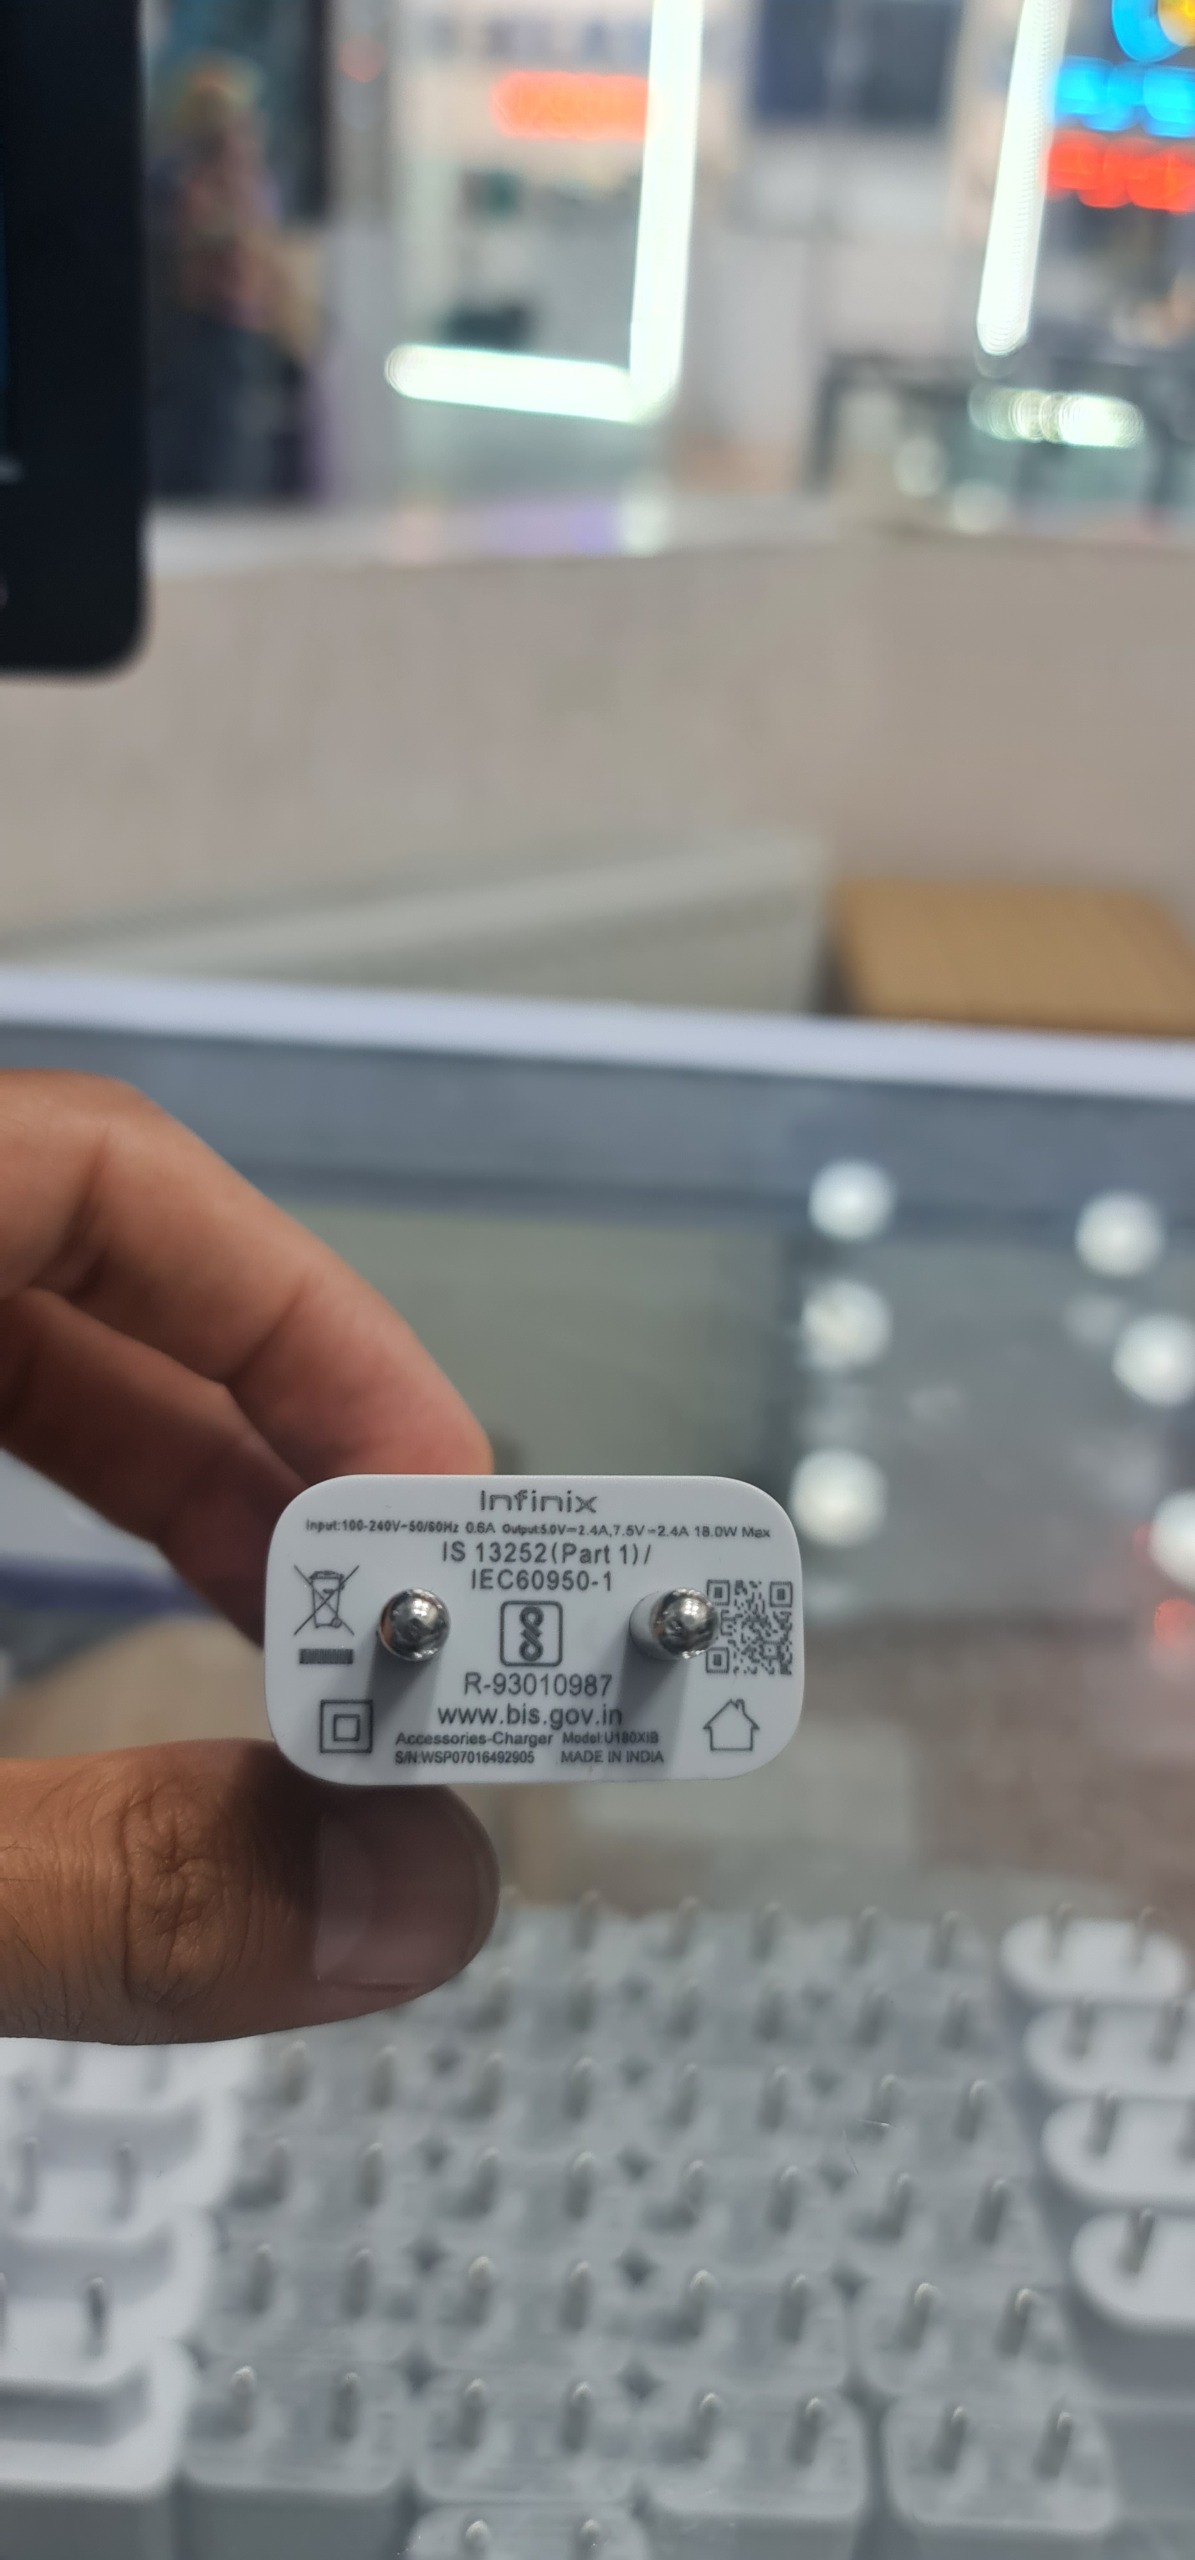 Infinix
Input:100-240V~50/60Hz 0.6A Output:5.0V=2.4A,7.5V=2.4A 18.0W Max
IS 13252(Part 1)/
IEC60950-1
R-93010987
www.bis.gov.in
Accessories-Charger Model:U180XIB
S/N:WSP07016492905 MADE IN INDIA